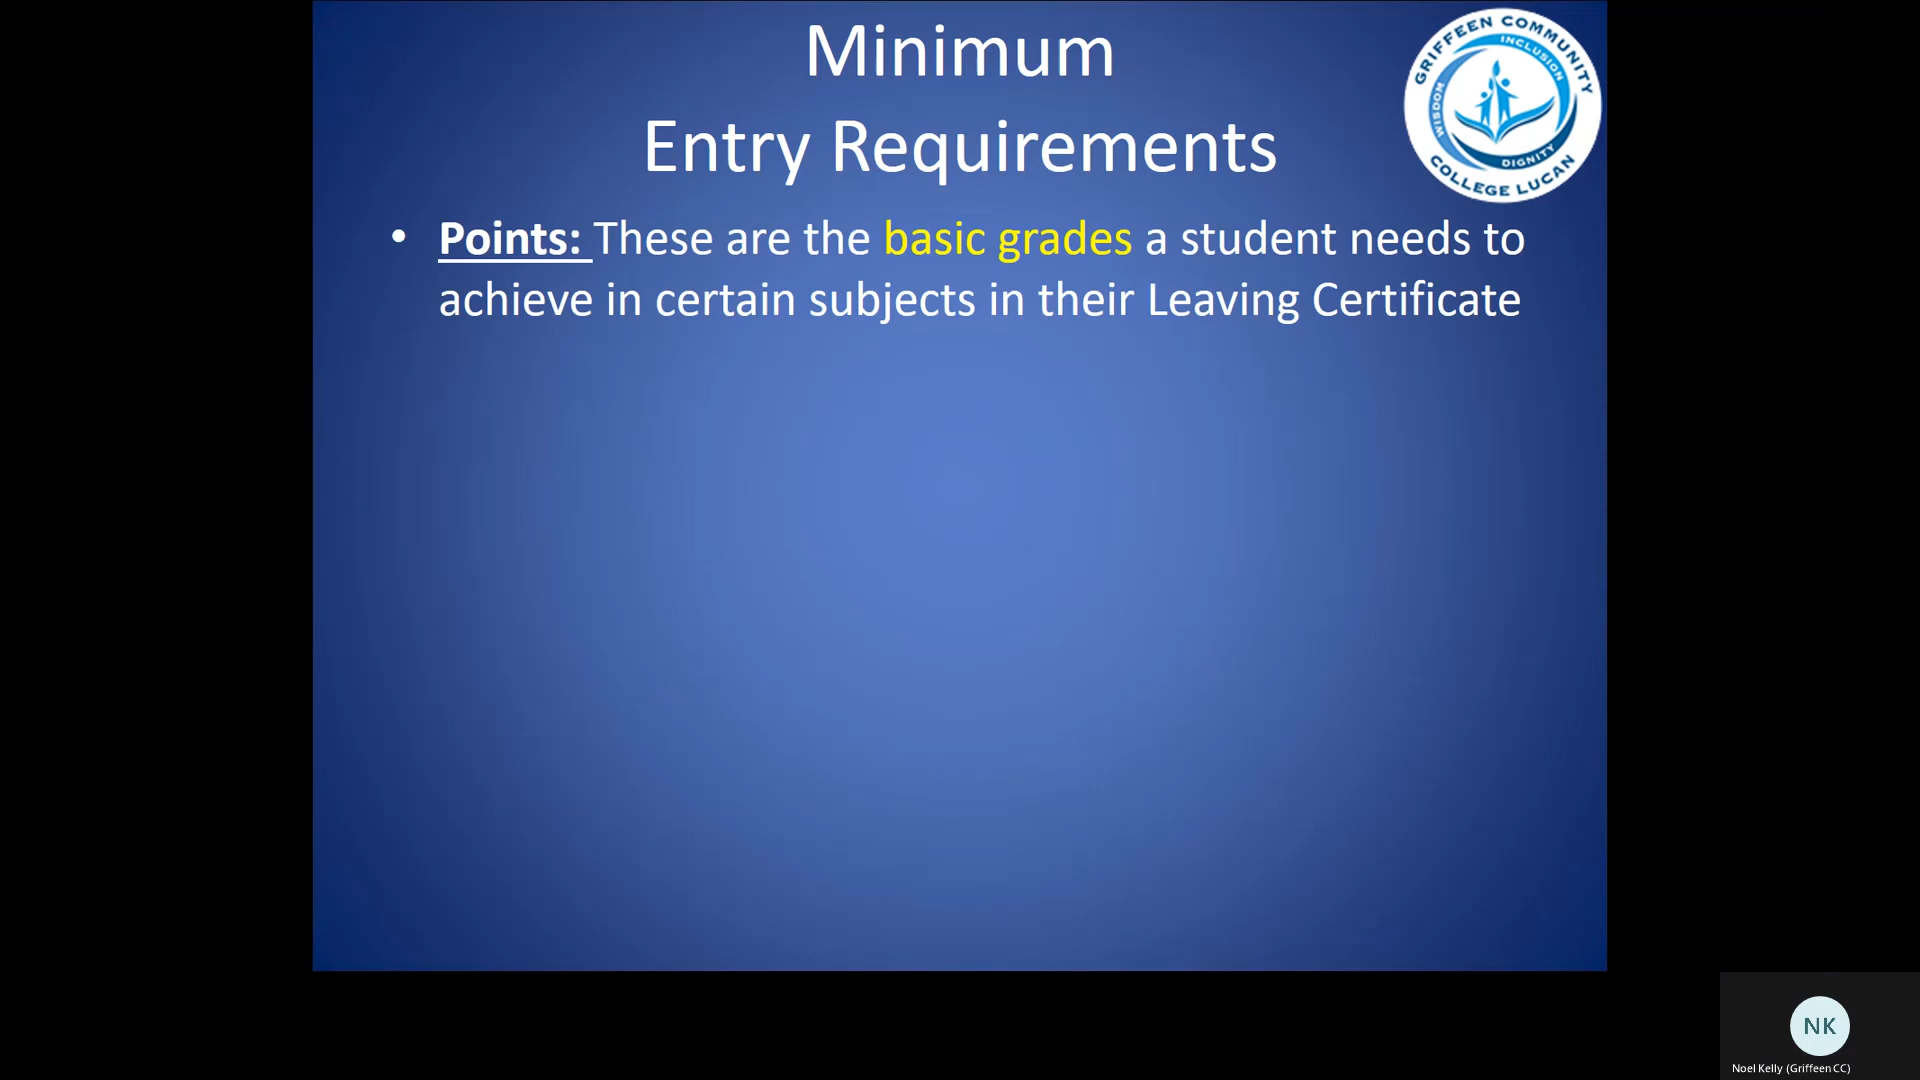 Minimum
Entry Requirements
GRIFFEEN COMMUNITY
INCLUSION
WISDOM
DIGNITY
COLLEGE LUCAN
• Points: These are the basic grades a student needs to
achieve in certain subjects in their Leaving Certificate
NK
Noel Kelly (Griffeen CC)